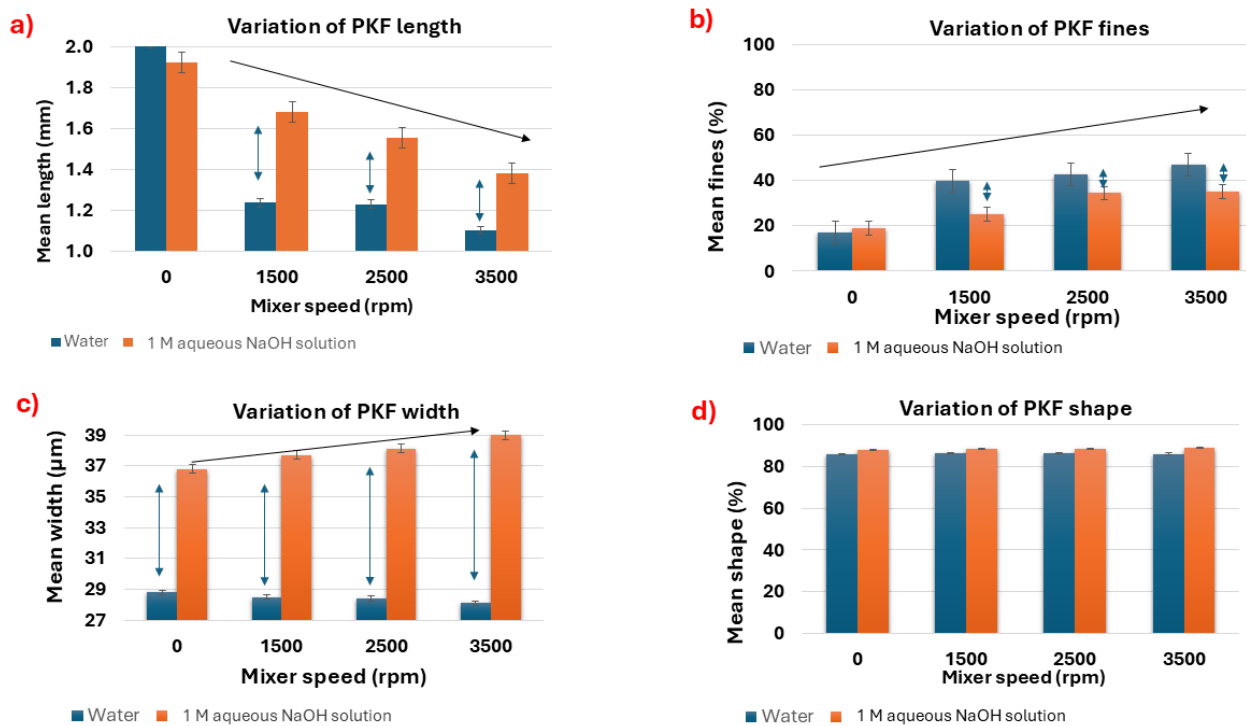 a)
Variation of PKF length
Mean length (mm)
2.0
1.8
1.6
1.4
1.2
1.0
0 1500 2500 3500
Mixer speed (rpm)
Water 1 M aqueous NaOH solution
b)
Variation of PKF fines
Mean fines (%)
100
80
60
40
20
0
0 1500 2500 3500
Mixer speed (rpm)
Water 1 M aqueous NaOH solution
c)
Variation of PKF width
Mean width (μm)
39
37
35
33
31
29
27
0 1500 2500 3500
Mixer speed (rpm)
Water 1 M aqueous NaOH solution
d)
Variation of PKF shape
Mean shape (%)
100
80
60
40
20
0
0 1500 2500 3500
Mixer speed (rpm)
Water 1 M aqueous NaOH solution